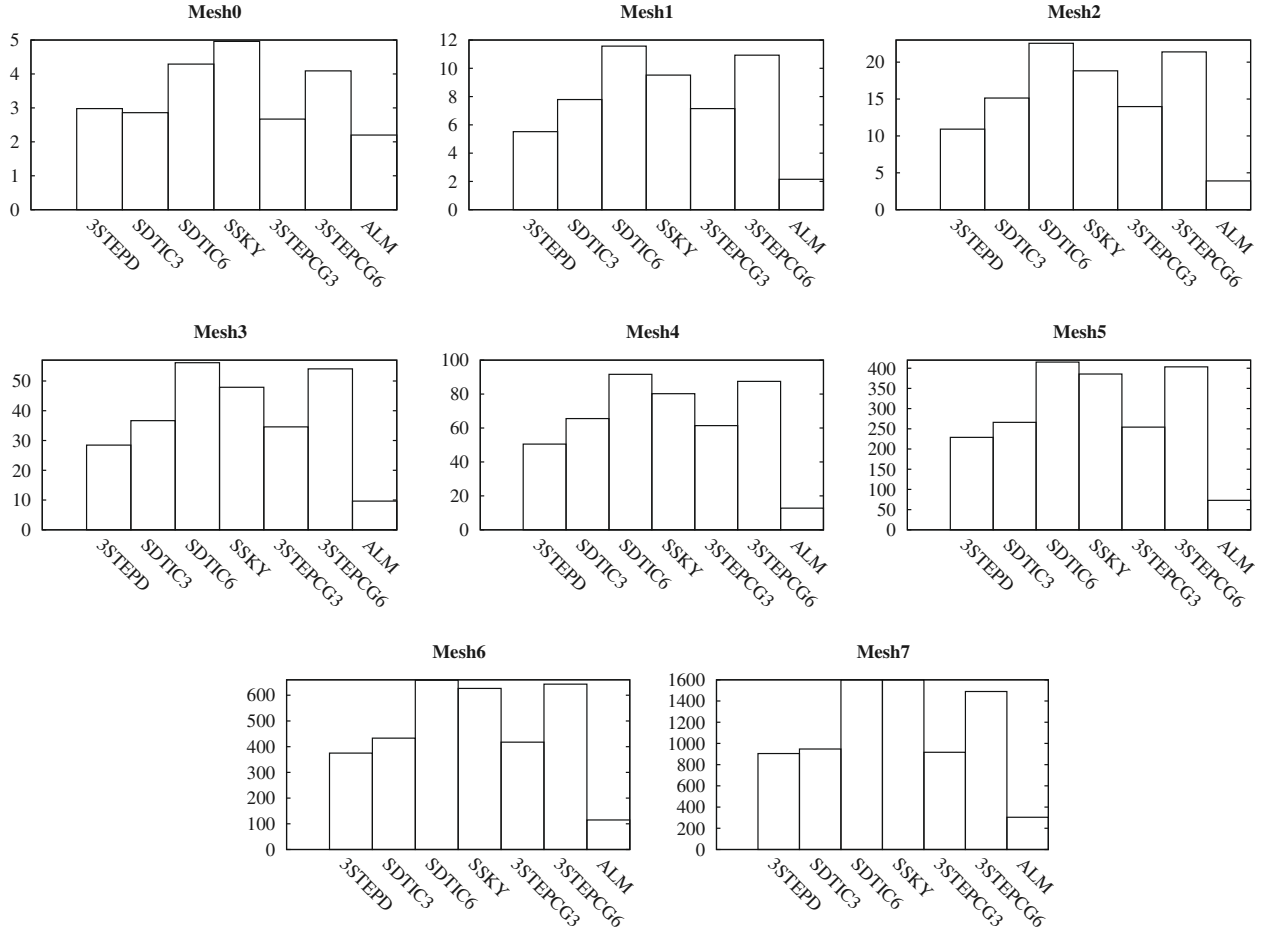 Mesh0
5
4
3
2
1
0
3STEPD
SDTIC3
SDTIC6
SSKY
3STEPCG3
3STEPCG6
ALM
Mesh1
12
10
8
6
4
2
0
3STEPD
SDTIC3
SDTIC6
SSKY
3STEPCG3
3STEPCG6
ALM
Mesh2
20
15
10
5
0
3STEPD
SDTIC3
SDTIC6
SSKY
3STEPCG3
3STEPCG6
ALM
Mesh3
50
40
30
20
10
0
3STEPD
SDTIC3
SDTIC6
SSKY
3STEPCG3
3STEPCG6
ALM
Mesh4
100
80
60
40
20
0
3STEPD
SDTIC3
SDTIC6
SSKY
3STEPCG3
3STEPCG6
ALM
Mesh5
400
350
300
250
200
150
100
50
0
3STEPD
SDTIC3
SDTIC6
SSKY
3STEPCG3
3STEPCG6
ALM
Mesh6
600
500
400
300
200
100
0
3STEPD
SDTIC3
SDTIC6
SSKY
3STEPCG3
3STEPCG6
ALM
Mesh7
1600
1400
1200
1000
800
600
400
200
0
3STEPD
SDTIC3
SDTIC6
SSKY
3STEPCG3
3STEPCG6
ALM